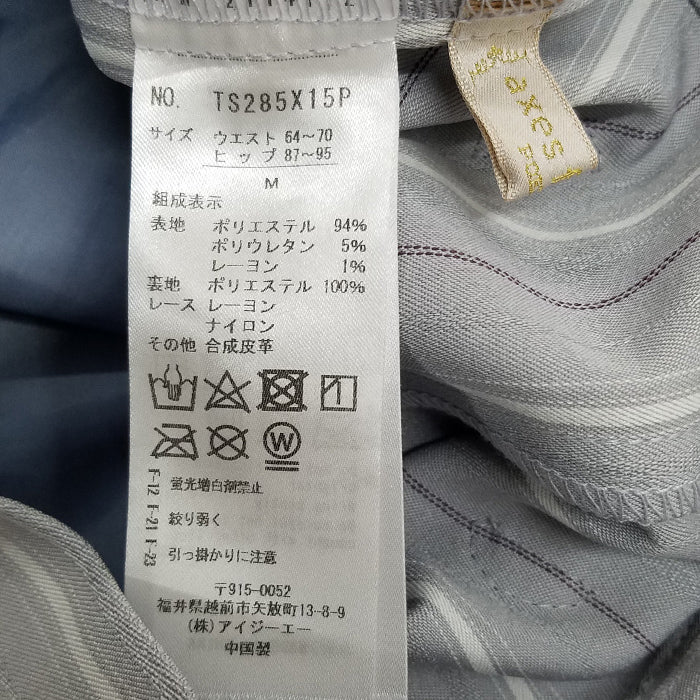 NO. TS285X15P
サイズ ウエスト 64～70
ヒップ 87～95
M
組成表示
表地 ポリエステル 94%
ポリウレタン 5%
レーヨン 1%
裏地 ポリエステル 100%
レース レーヨン
ナイロン
その他 合成皮革
W
F-12 F-21 F-23
蛍光増白剤禁止
絞り弱く
引っ掛かりに注意
〒915-0052
福井県越前市矢放町13-8-9
(株)アイジーエー
中国製
axes